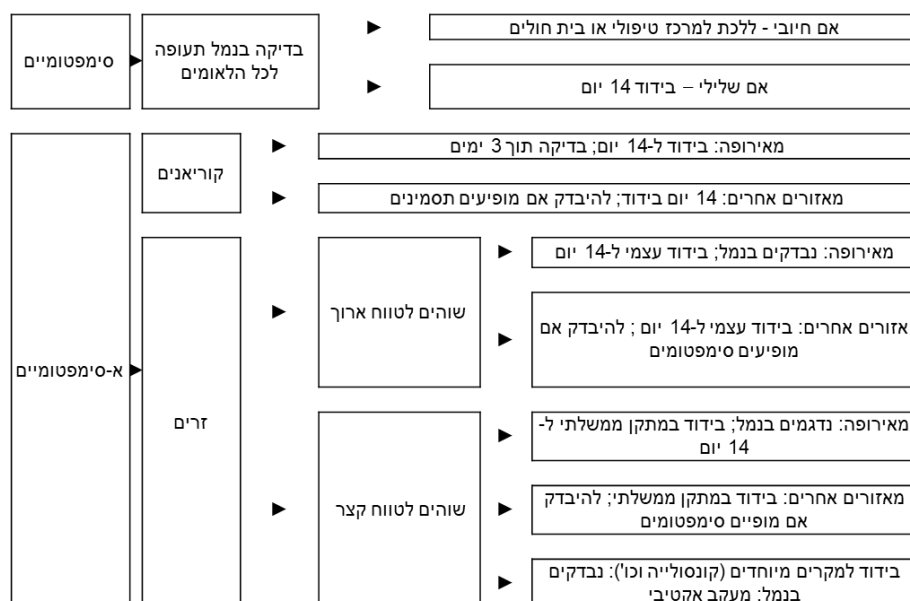 סימפטומיים
בדיקה בנמל תעופה
לכל הלאומים
אם חיובי - ללכת למרכז טיפולי או בית חולים
אם שלילי – בידוד 14 יום
א-סימפטומיים
קוריאנים
מאירופה: בידוד ל-14 יום; בדיקה תוך 3 ימים
מאזורים אחרים: 14 יום בידוד; להיבדק אם מופיעים תסמינים
זרים
שוהים לטווח ארוך
מאירופה: נבדקים בנמל; בידוד עצמי ל-14 יום
אזורים אחרים: בידוד עצמי ל-14 יום ; להיבדק אם
מופיעים סימפטומים
שוהים לטווח קצר
מאירופה: נדגמים בנמל; בידוד במתקן ממשלתי ל-
14 יום
מאזורים אחרים: בידוד במתקן ממשלתי; להיבדק
אם מופיים סימפטומים
בידוד למקרים מיוחדים (קונסולייה וכו'): נבדקים
בנמל; מעקב אקטיבי